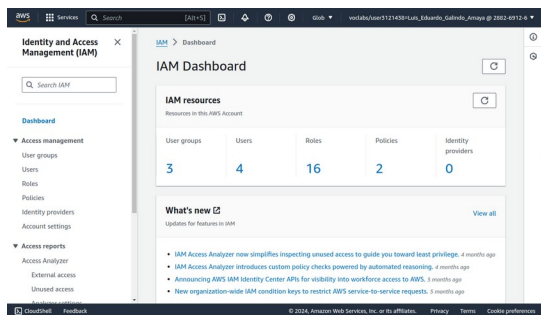 aws
Services
Search
[Alt+S]
Glob
voclabs/user3121458=Luis_Eduardo_Galindo_Amaya @ 2882-6912-6
Identity and Access
Management (IAM)
Search IAM
Dashboard
Access management
User groups
Users
Roles
Policies
Identity providers
Account settings
Access reports
Access Analyzer
External access
Unused access
Analyzer settings
IAM > Dashboard
IAM Dashboard
IAM resources
Resources in this AWS Account
User groups
Users
Roles
Policies
Identity
providers
3
4
16
2
0
What's new
View all
Updates for features in IAM
IAM Access Analyzer now simplifies inspecting unused access to guide you toward least privilege. 4 months ago
IAM Access Analyzer introduces custom policy checks powered by automated reasoning. 4 months ago
Announcing AWS IAM Identity Center APIs for visibility into workforce access to AWS. 5 months ago
New organization-wide IAM condition keys to restrict AWS service-to-service requests. 5 months ago
CloudShell
Feedback
© 2024, Amazon Web Services, Inc. or its affiliates.
Privacy
Terms
Cookie preferences